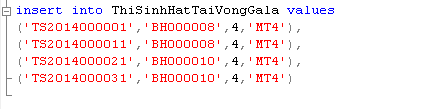 insert into ThiSinhHatTaiVongGala values
('TS2014000001','BH000008',4,'MT4'),
('TS2014000011','BH000008',4,'MT4'),
('TS2014000021','BH000010',4,'MT4'),
('TS2014000031','BH000010',4,'MT4')